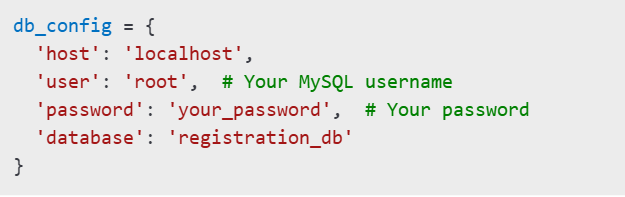 db_config = {
  'host': 'localhost',
  'user': 'root',  # Your MySQL username
  'password': 'your_password',  # Your password
  'database': 'registration_db'
}